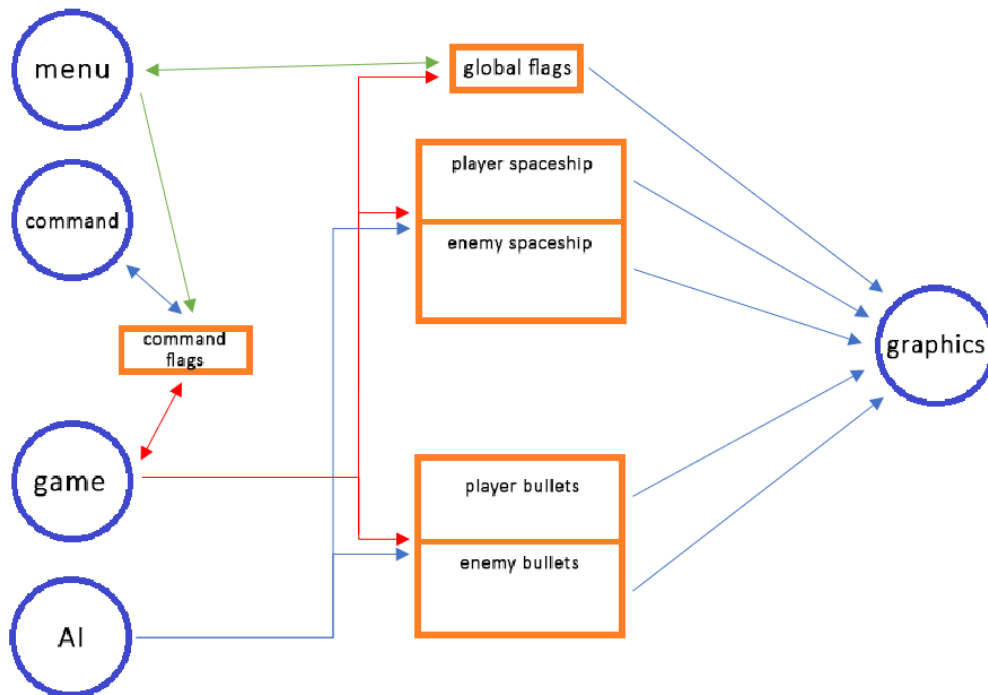 menu
global flags
player spaceship
command
enemy spaceship
command
flags
graphics
game
player bullets
enemy bullets
AI